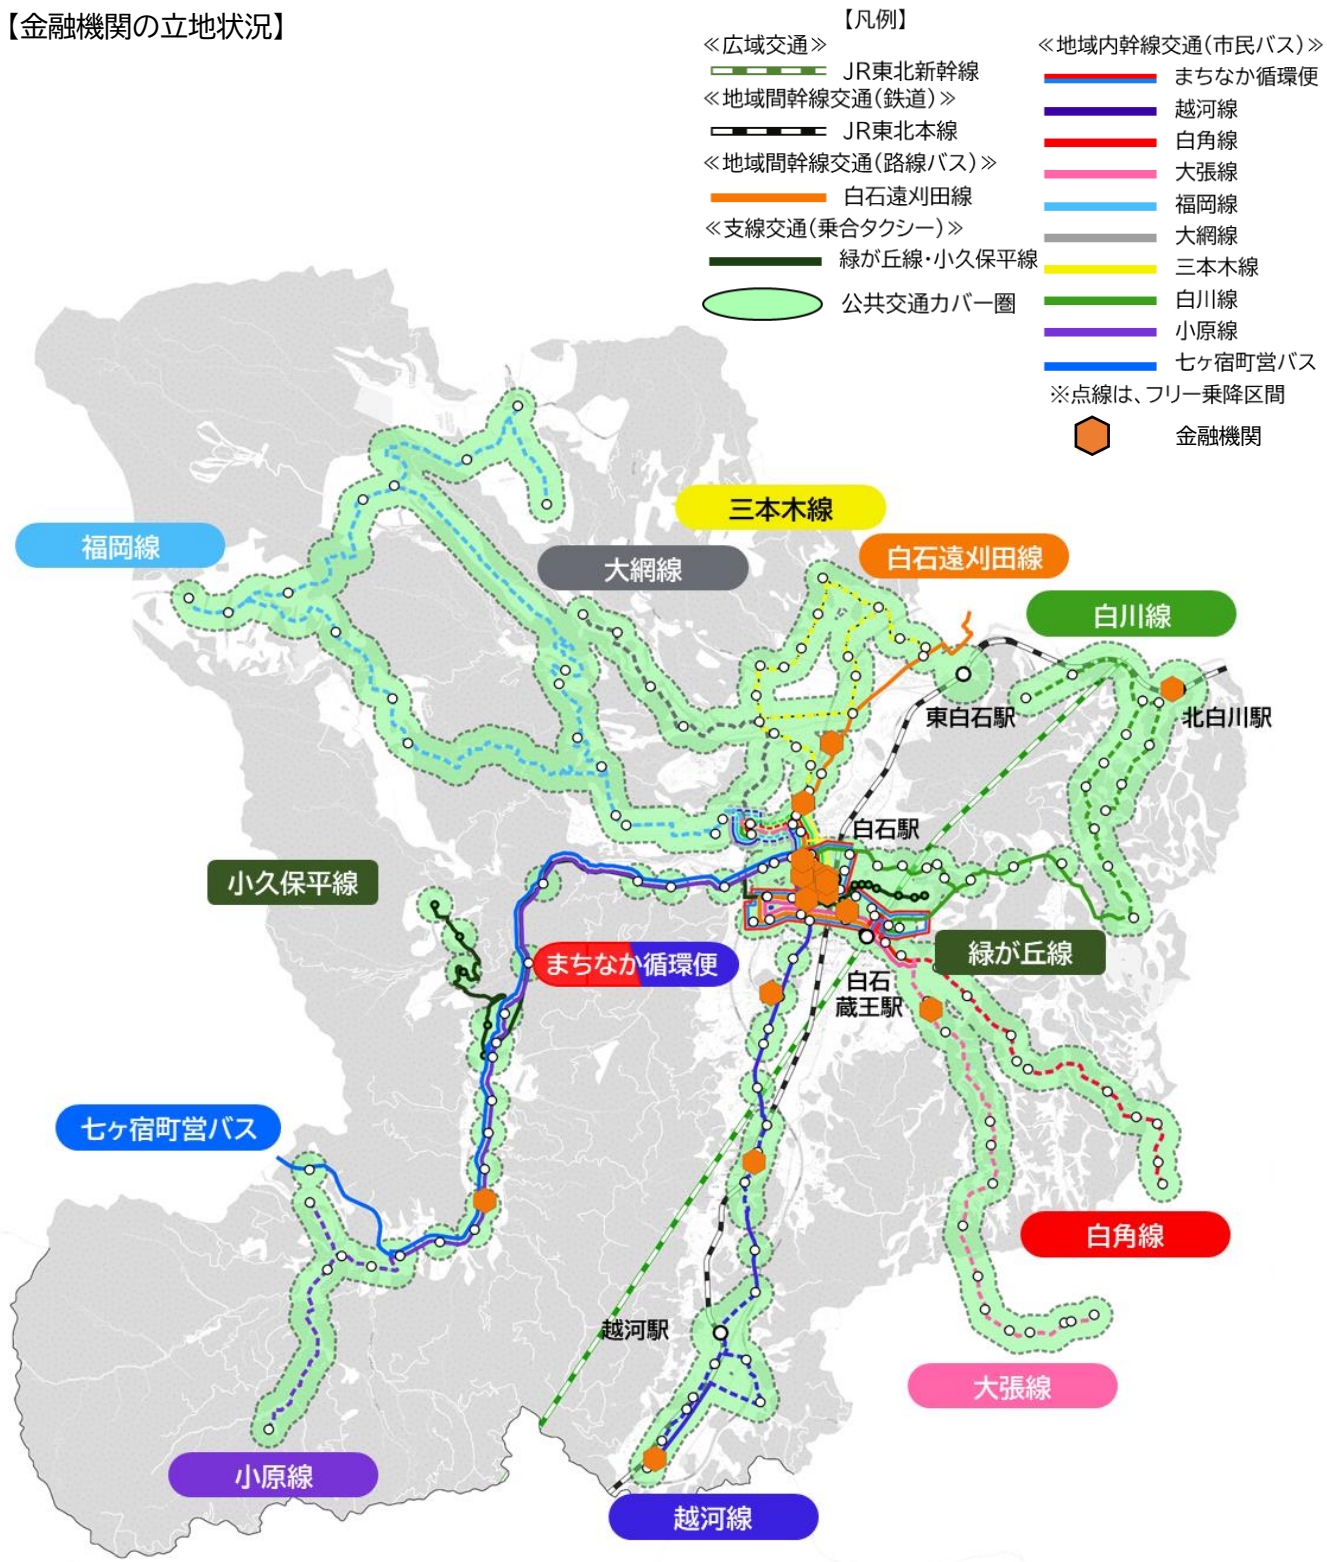 【金融機関の立地状況】
【凡例】
≪広域交通≫
JR東北新幹線
≪地域間幹線交通(鉄道)≫
JR東北本線
≪地域間幹線交通(路線バス)≫
白石遠刈田線
≪支線交通(乗合タクシー)≫
緑が丘線・小久保平線
公共交通カバー圏
≪地域内幹線交通(市民バス)≫
まちなか循環便
越河線
白角線
大張線
福岡線
大網線
三本木線
白川線
小原線
七ヶ宿町営バス
※点線は、フリー乗降区間
金融機関
三本木線
福岡線
大網線
白石遠刈田線
白川線
東白石駅
北白川駅
白石駅
小久保平線
まちなか循環便
緑が丘線
白石
蔵王駅
七ヶ宿町営バス
白角線
越河駅
大張線
小原線
越河線